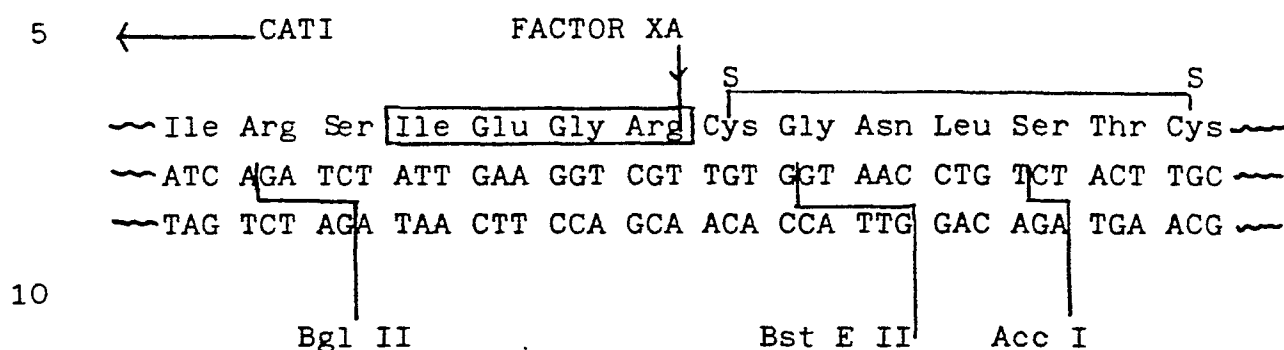 5 CATI FACTOR XA
S S
Ile Arg Ser Ile Glu Gly Arg Cys Gly Asn Leu Ser Thr Cys
ATC AGA TCT ATT GAA GGT CGT TGT GGT AAC CTG TCT ACT TGC
TAG TCT AGA TAA CTT CCA GCA ACA CCA TTG GAC AGA TGA ACG
10
Bgl II Bst E II Acc I